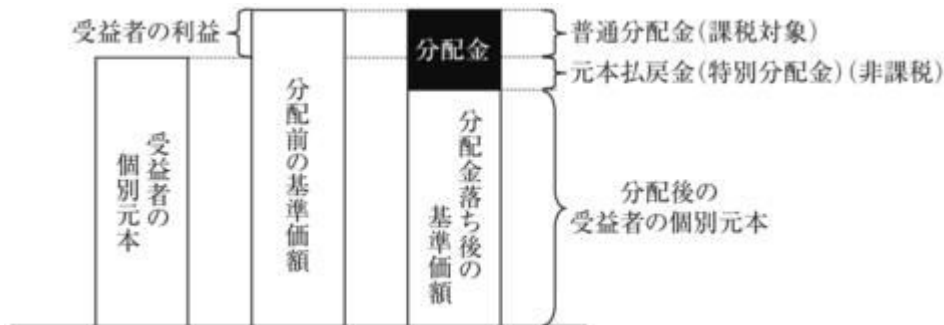 受益者の利益
受益者の
個別元本
分配前の基準価額
分配金
分配金落ち後の
基準価額
普通分配金(課税対象)
元本払戻金(特別分配金)(非課税)
分配後の
受益者の個別元本